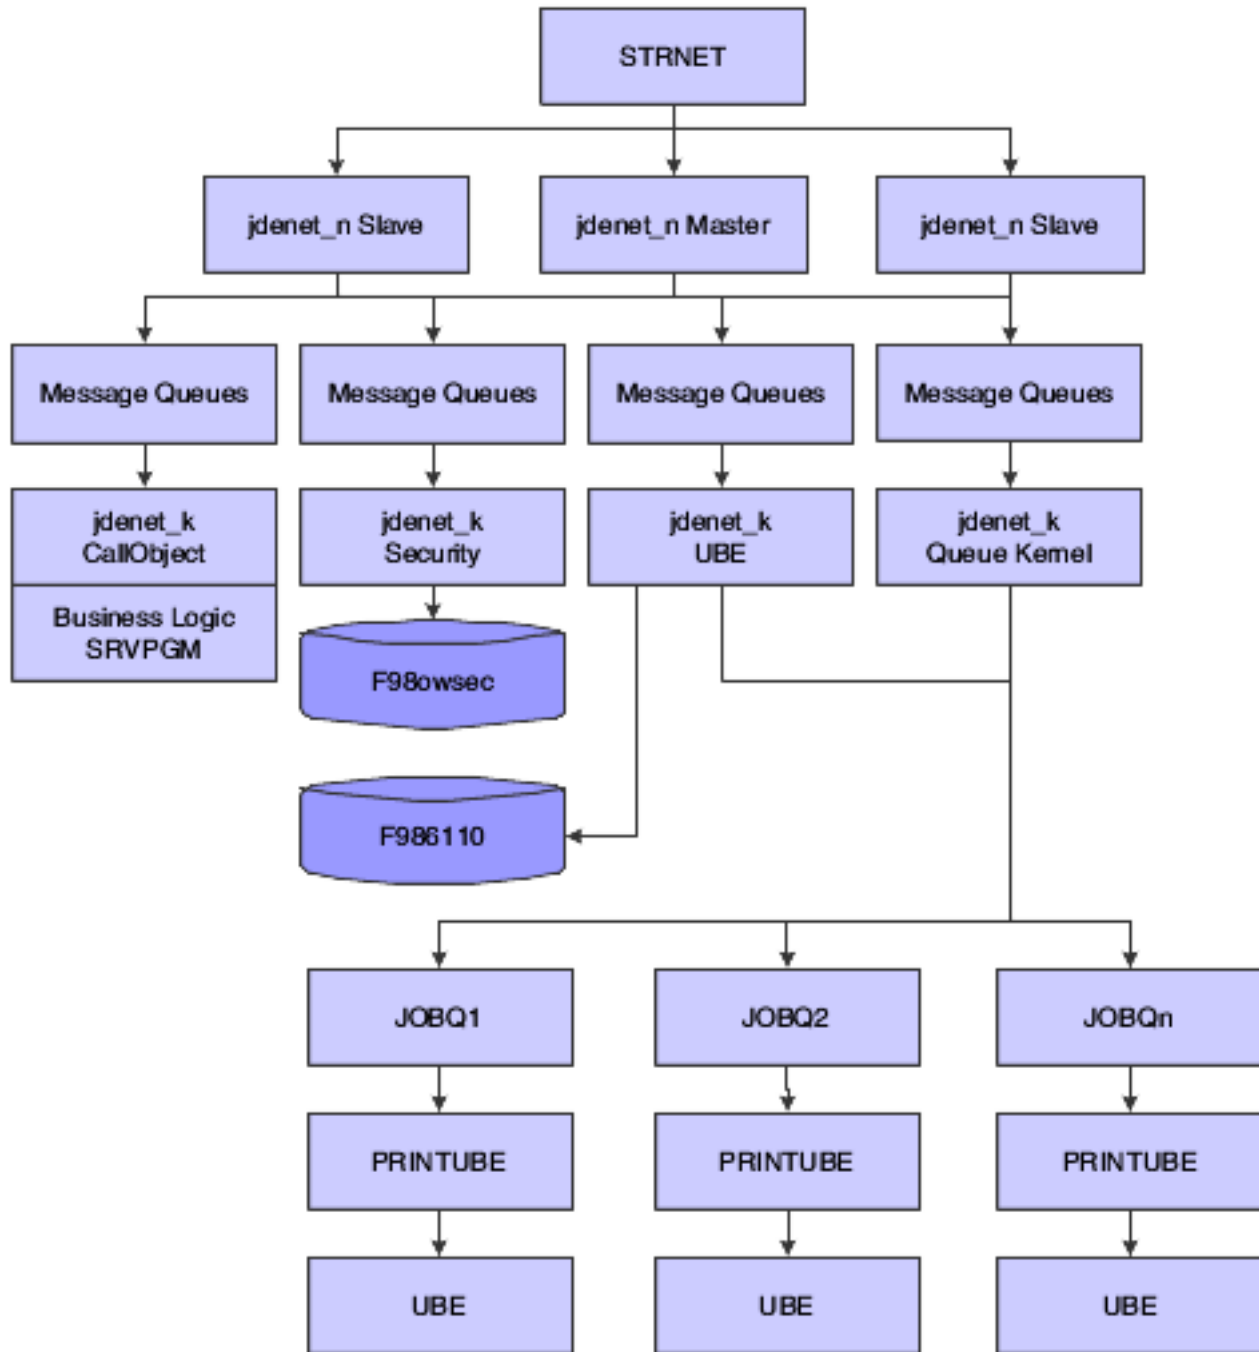 STRNET
jdenet_n Slave
jdenet_n Master
jdenet_n Slave
Message Queues
Message Queues
Message Queues
Message Queues
jdenet_k
CallObject
jdenet_k
Security
jdenet_k
UBE
jdenet_k
Queue Kernel
Business Logic
SRVPGM
F98owsec
F986110
JOBQ1
JOBQ2
JOBQn
PRINTUBE
PRINTUBE
PRINTUBE
UBE
UBE
UBE